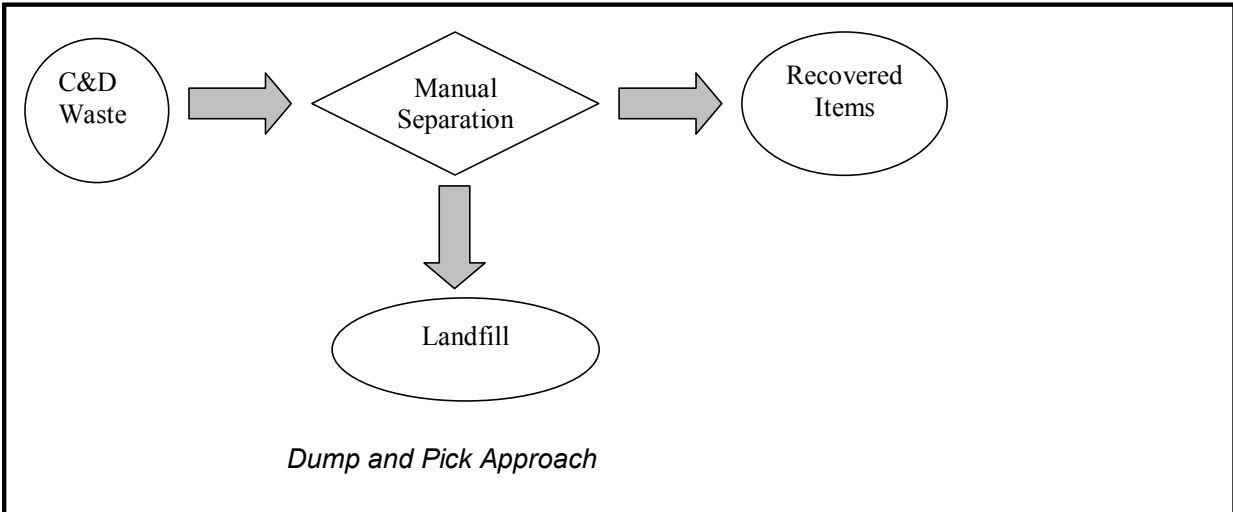 C&D
Waste
Manual
Separation
Recovered
Items
Landfill
Dump and Pick Approach